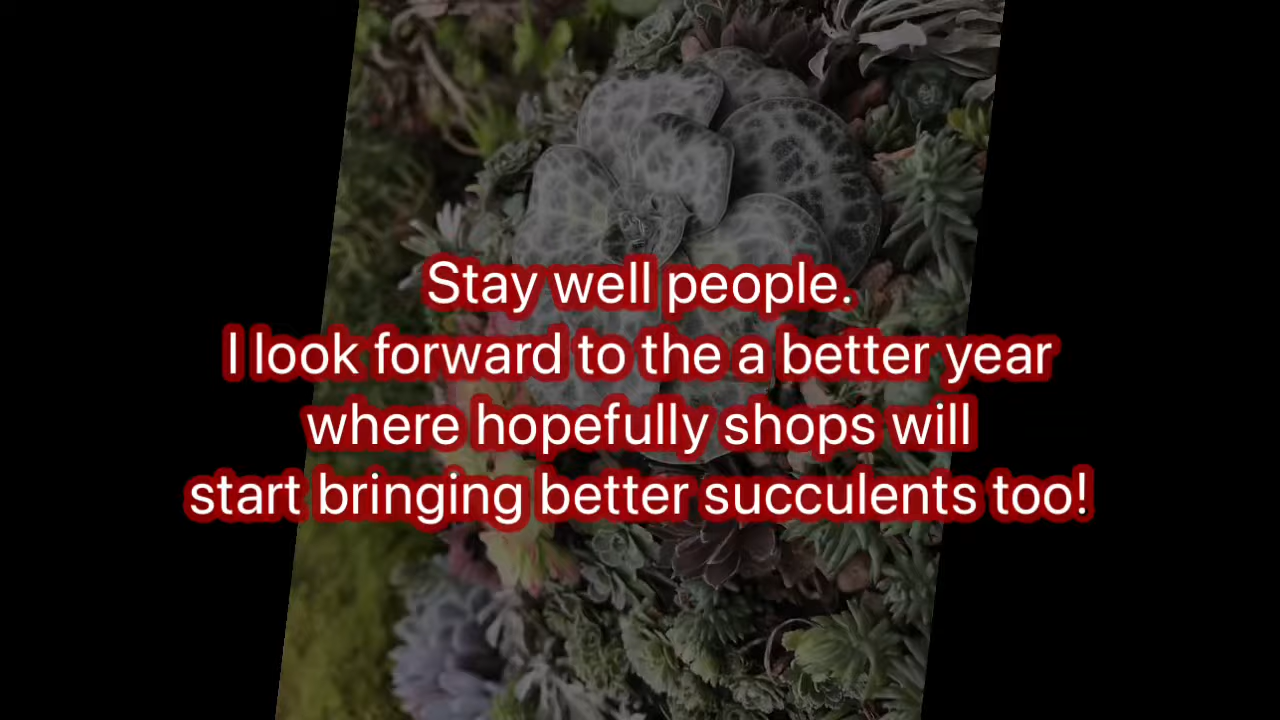 Stay well people.
I look forward to the a better year
where hopefully shops will
start bringing better succulents too!